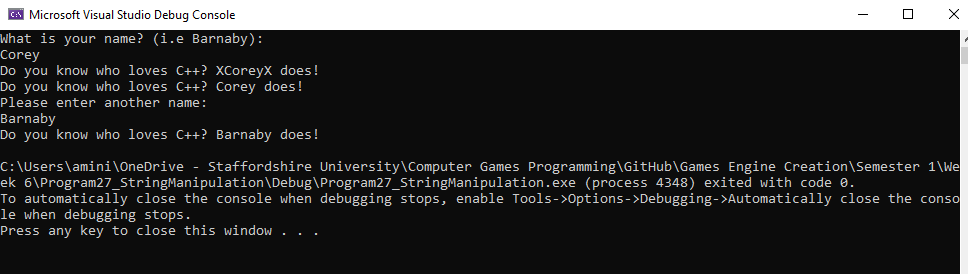 Microsoft Visual Studio Debug Console
What is your name? (i.e Barnaby):
Corey
Do you know who loves C++? XCoreyX does!
Do you know who loves C++? Corey does!
Please enter another name:
Barnaby
Do you know who loves C++? Barnaby does!
C:\Users\amini\OneDrive - Staffordshire University\Computer Games Programming\GitHub\Games Engine Creation\Semester 1\We
ek 6\Program27_StringManipulation\Debug\Program27_StringManipulation.exe (process 4348) exited with code 0.
To automatically close the console when debugging stops, enable Tools->Options->Debugging->Automatically close the conso
le when debugging stops.
Press any key to close this window . . .